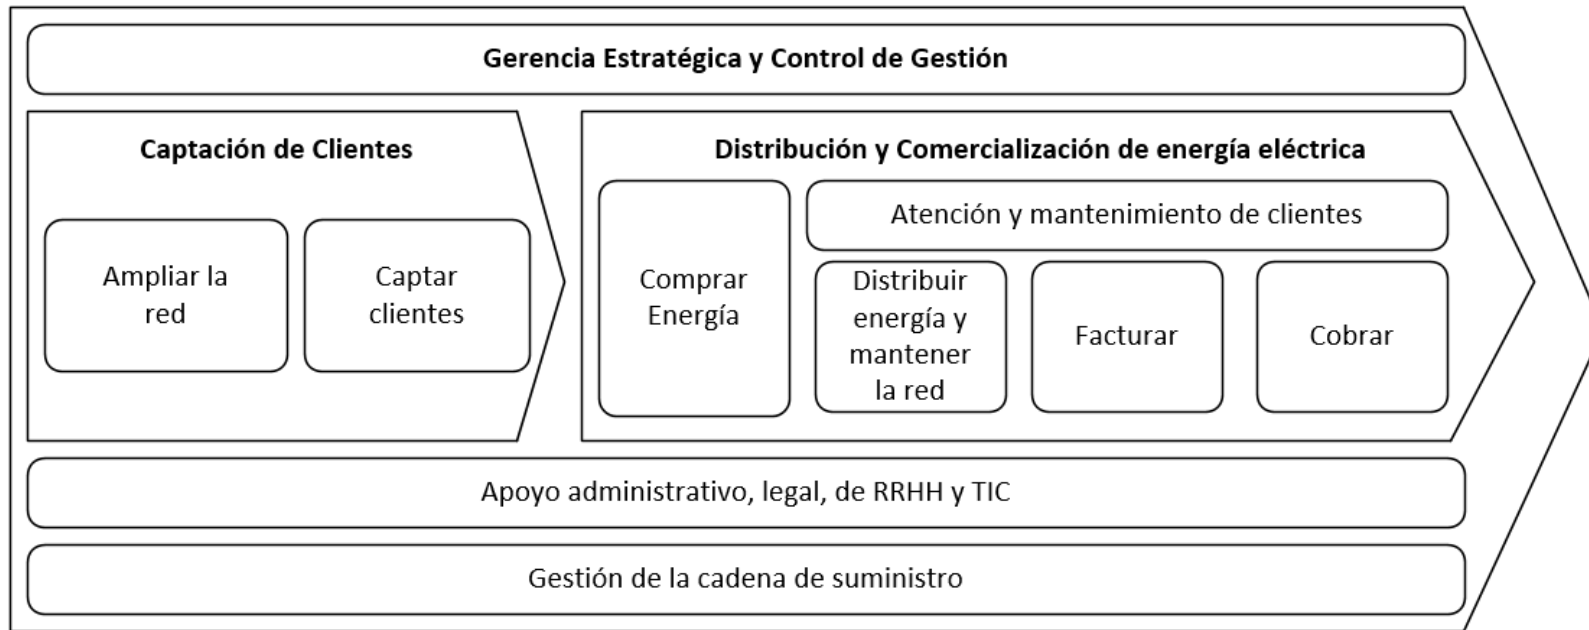 Gerencia Estratégica y Control de Gestión
Captación de Clientes
Ampliar la
red
Captar
clientes
Distribución y Comercialización de energía eléctrica
Comprar
Energía
Atención y mantenimiento de clientes
Distribuir
energía y
mantener
la red
Facturar
Cobrar
Apoyo administrativo, legal, de RRHH y TIC
Gestión de la cadena de suministro